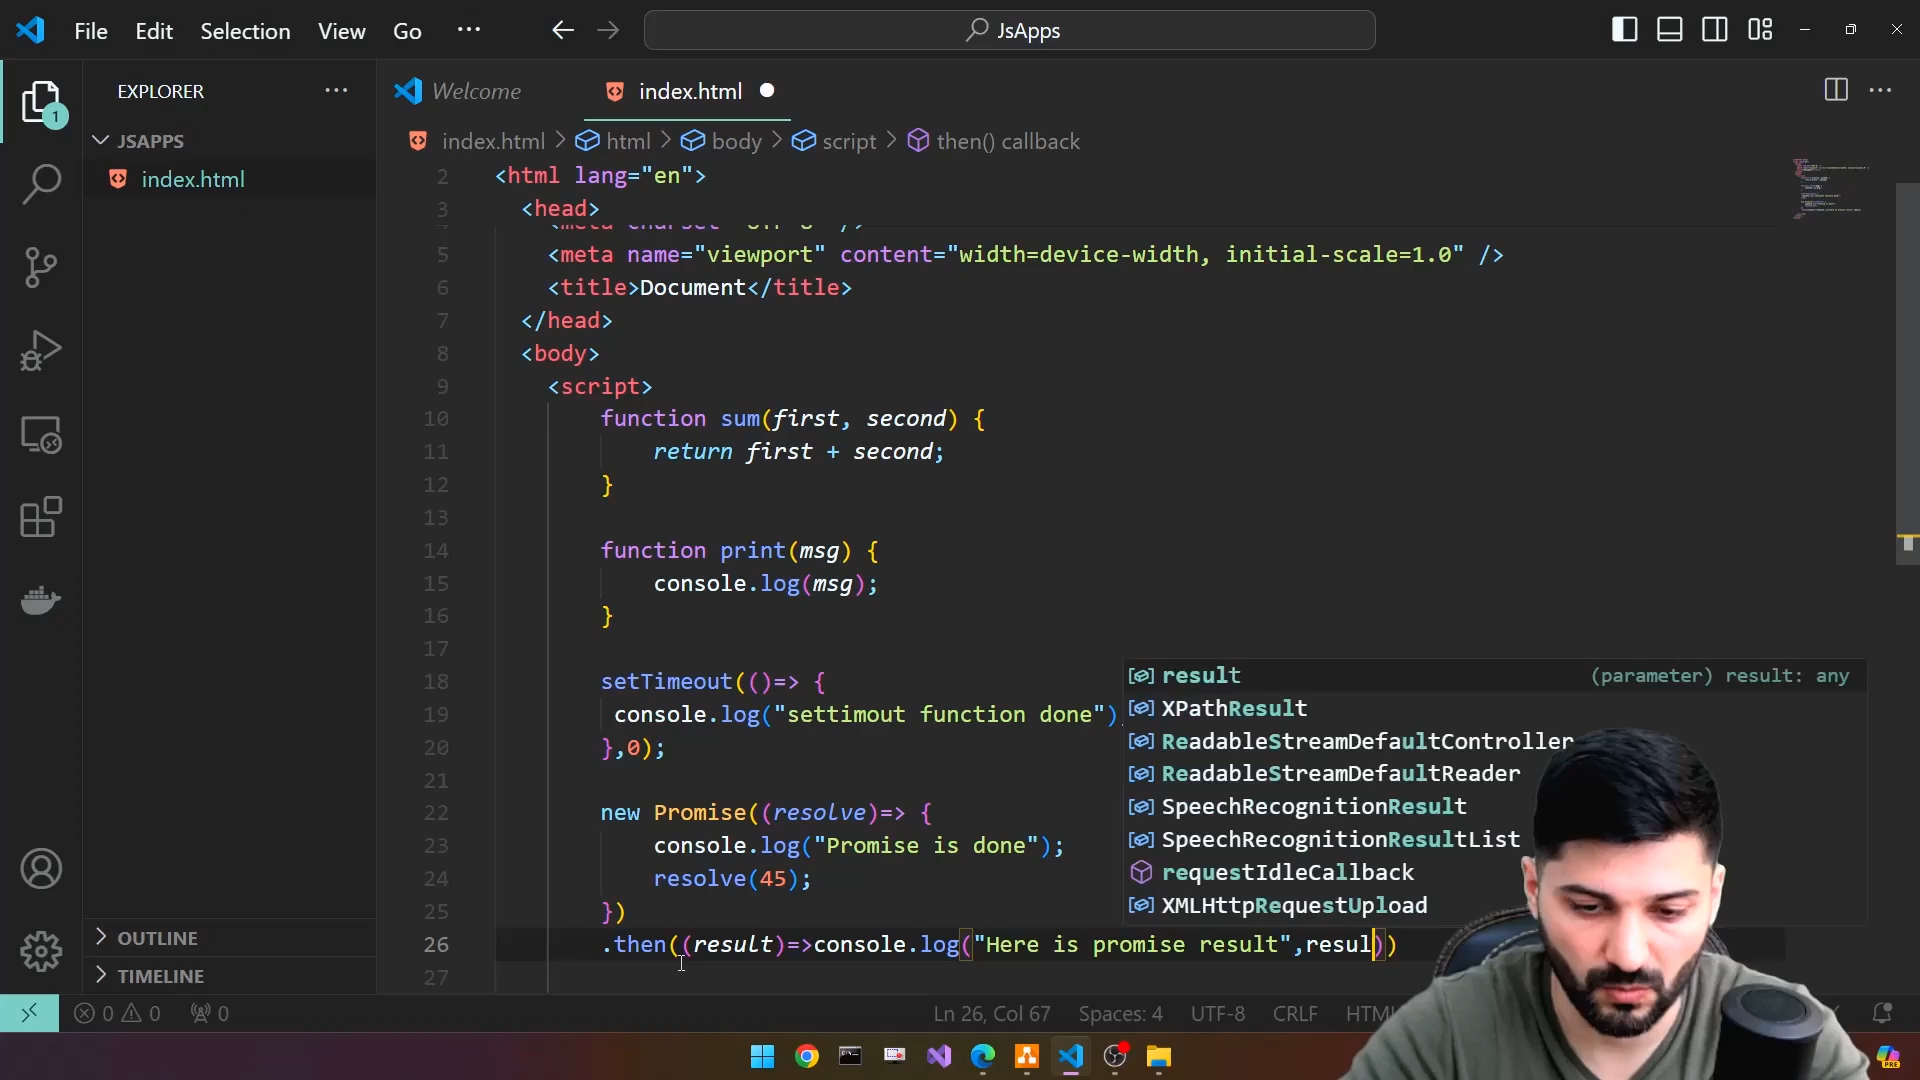 File Edit Selection View Go ··· JsApps
EXPLORER ···
Welcome index.html
JSAPPS
index.html
1
index.html > html > body > script > then() callback
2 <html lang="en">
3 <head>
5 <meta name="viewport" content="width=device-width, initial-scale=1.0" />
6 <title>Document</title>
7 </head>
8 <body>
9 <script>
10 function sum(first, second) {
11 return first + second;
12 }
13
14 function print(msg) {
15 console.log(msg);
16 }
17
18 setTimeout(()=> {
19 console.log("settimout function done")
20 },0);
21
22 new Promise((resolve)=> {
23 console.log("Promise is done");
24 resolve(45);
25 })
26 .then((result)=>console.log("Here is promise result",resul))
27
result (parameter) result: any
XPathResult
ReadableStreamDefaultController
ReadableStreamDefaultReader
SpeechRecognitionResult
SpeechRecognitionResultList
requestIdleCallback
XMLHttpRequestUpload
OUTLINE
TIMELINE
0 0 0 Ln 26, Col 67 Spaces: 4 UTF-8 CRLF
PRE